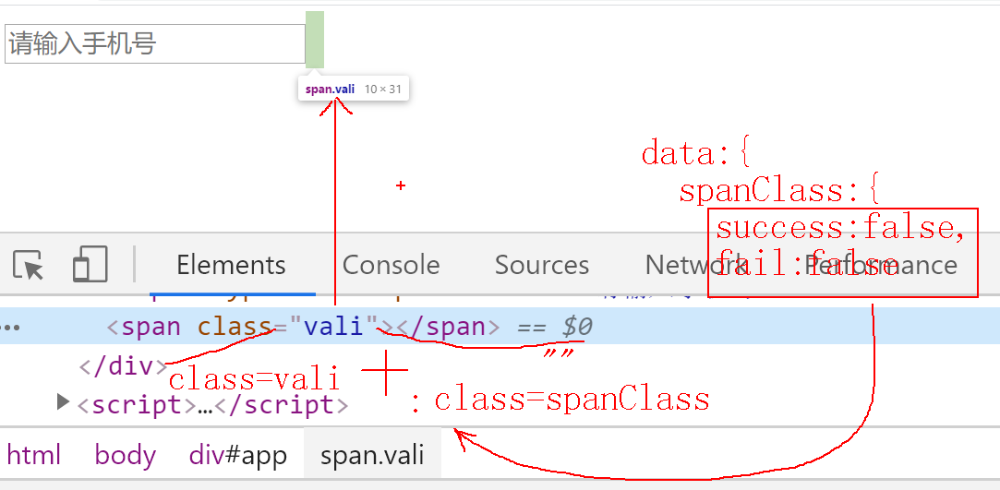 请输入手机号
span.vali 10 × 31
data:{
spanClass:{
success:false,
fail:false
Elements Console Sources Network Performance
<span class="vali"></span> == $0
""
</div>
class=vali
:class=spanClass
<script>…</script>
html body div#app span.vali